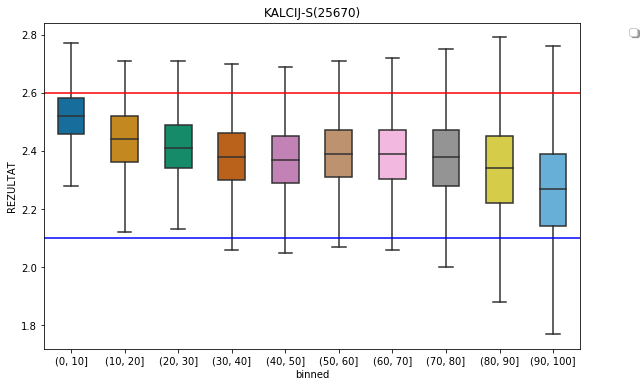 KALCIJ-S(25670)
2.8
2.6
2.4
2.2
2.0
1.8
REZULTAT
(0, 10] (10, 20] (20, 30] (30, 40] (40, 50] (50, 60] (60, 70] (70, 80] (80, 90] (90, 100]
binned